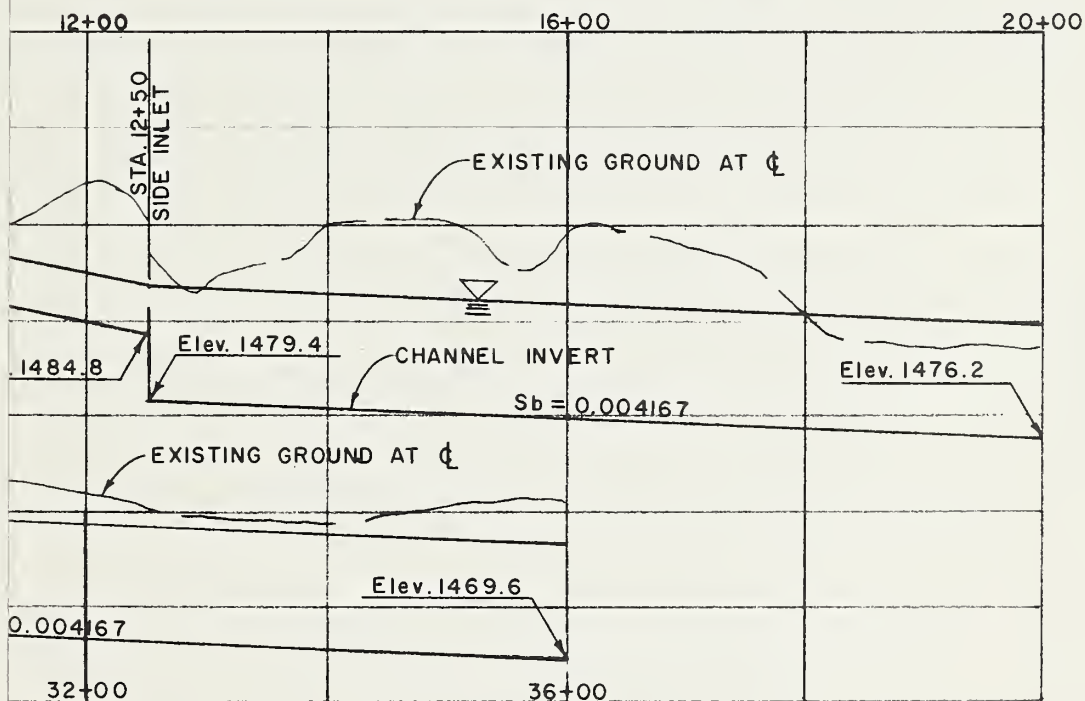 12+00 16+00 20+00
STA. 12+50
SIDE INLET
EXISTING GROUND AT ℄
Elev. 1479.4
CHANNEL INVERT
. 1484.8
Elev. 1476.2
Sb = 0.004167
EXISTING GROUND AT ℄
Elev. 1469.6
0.004167
32+00 36+00